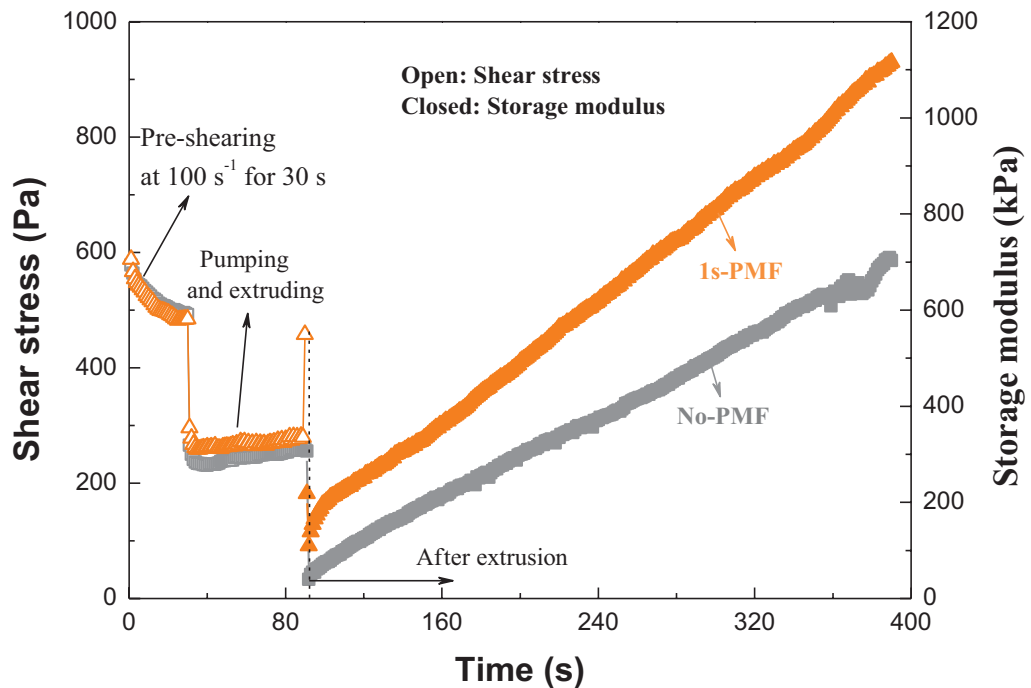 1000
800
600
400
200
0
Shear stress (Pa)
1200
1000
800
600
400
200
0
Storage modulus (kPa)
Open: Shear stress
Closed: Storage modulus
Pre-shearing
at 100 s⁻¹ for 30 s
Pumping
and extruding
1s-PMF
No-PMF
After extrusion
0 80 160 240 320 400
Time (s)